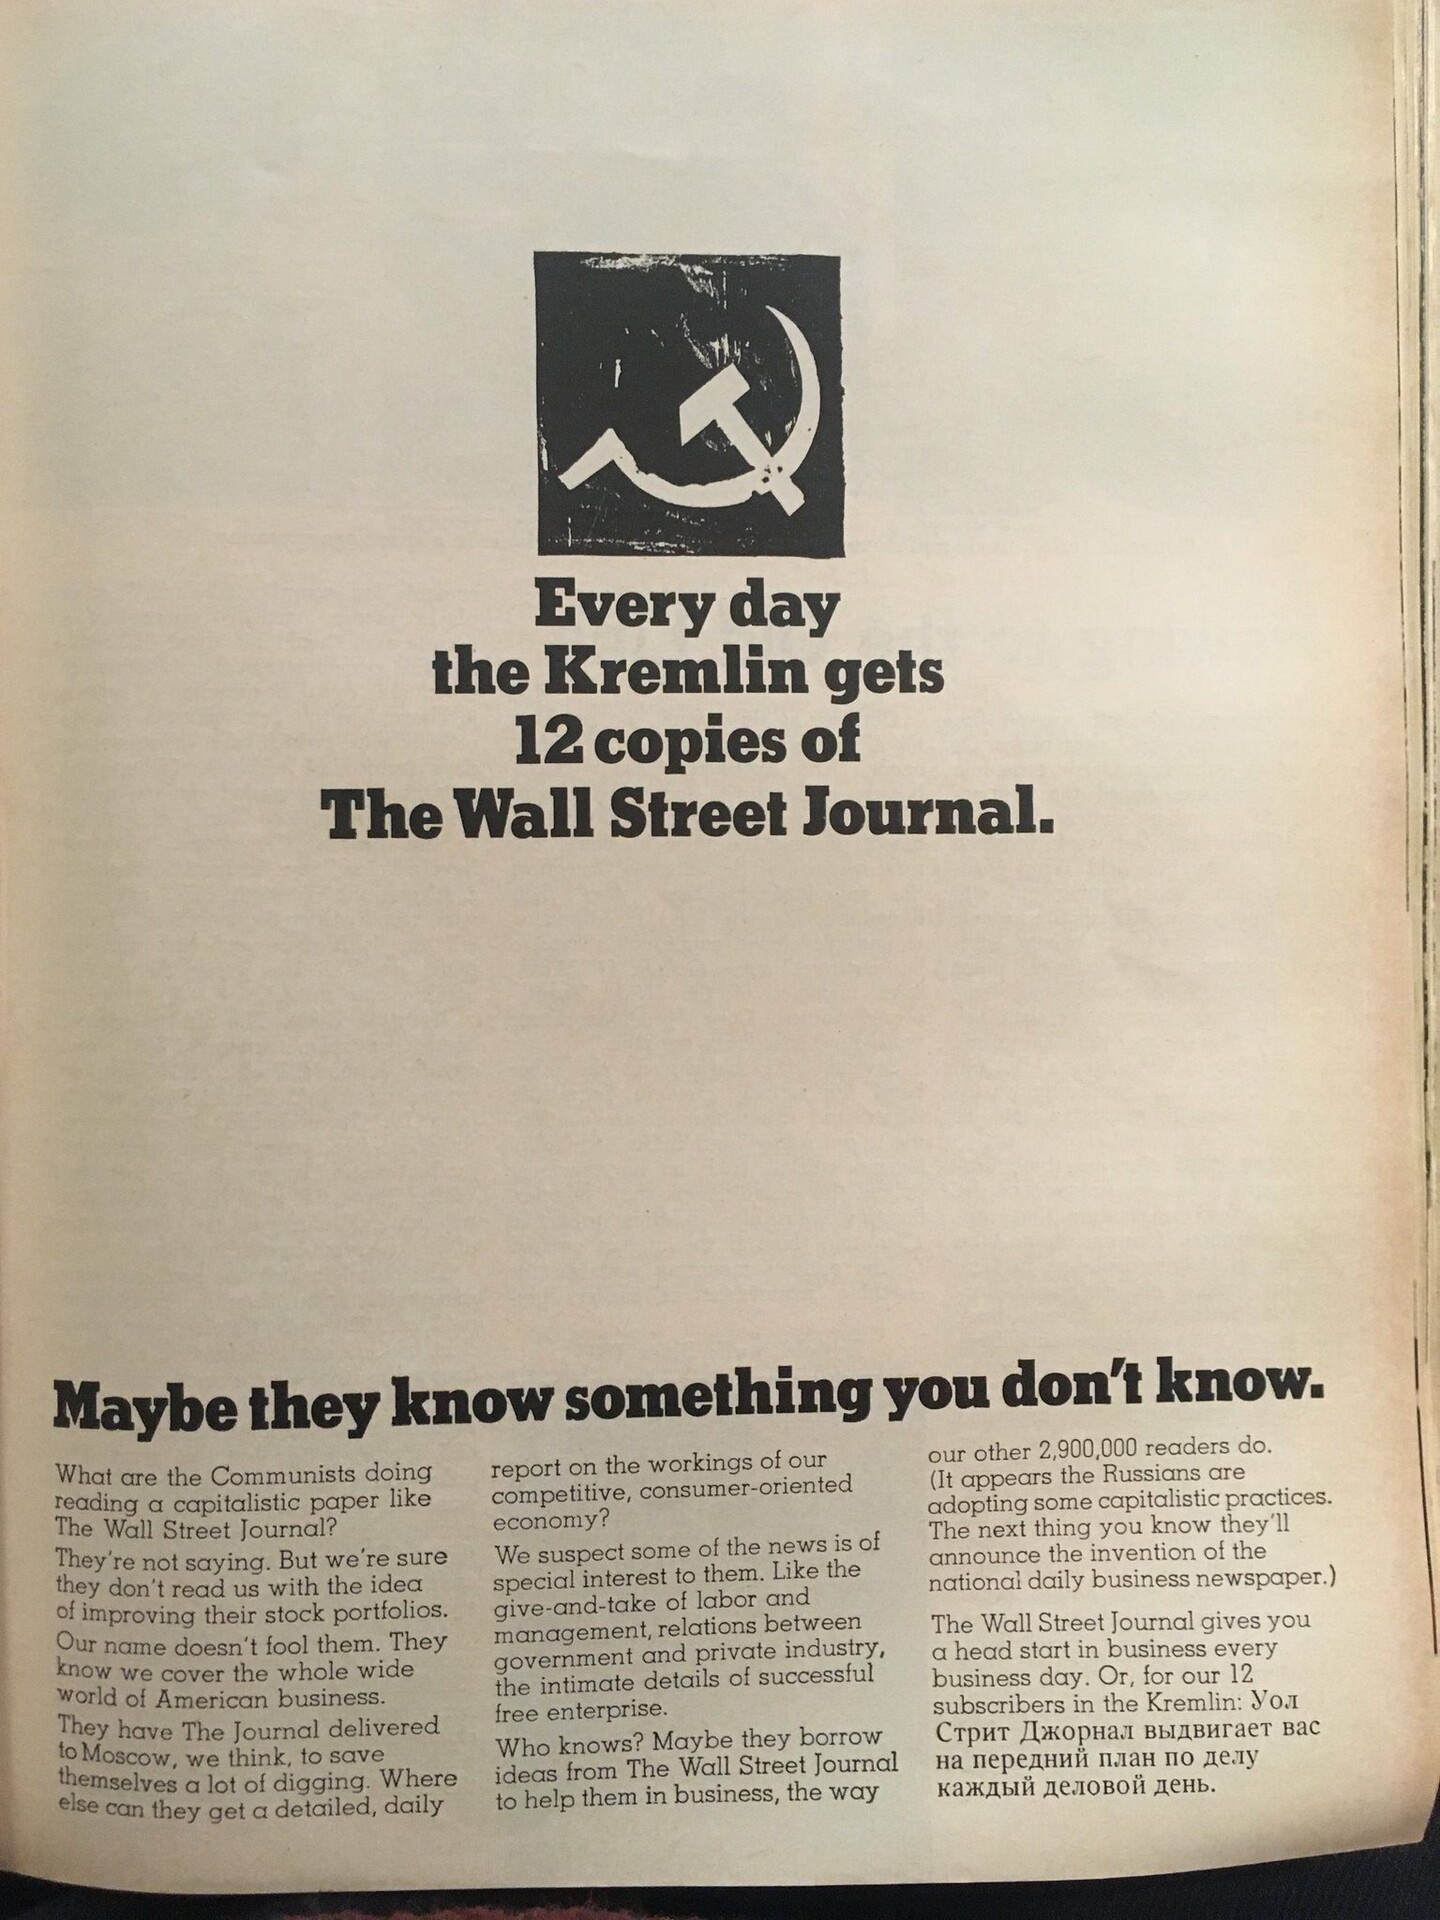 Every day
the Kremlin gets
12 copies of
The Wall Street Journal.
Maybe they know something you don't know.
What are the Communists doing
reading a capitalistic paper like
The Wall Street Journal?
They're not saying. But we're sure
they don't read us with the idea
of improving their stock portfolios.
Our name doesn't fool them. They
know we cover the whole wide
world of American business.
They have The Journal delivered
to Moscow, we think, to save
themselves a lot of digging. Where
else can they get a detailed, daily
report on the workings of our
competitive, consumer-oriented
economy?
We suspect some of the news is of
special interest to them. Like the
give-and-take of labor and
management, relations between
government and private industry,
the intimate details of successful
free enterprise.
Who knows? Maybe they borrow
ideas from The Wall Street Journal
to help them in business, the way
our other 2,900,000 readers do.
(It appears the Russians are
adopting some capitalistic practices.
The next thing you know they'll
announce the invention of the
national daily business newspaper.)
The Wall Street Journal gives you
a head start in business every
business day. Or, for our 12
subscribers in the Kremlin: Уол
Стрит Джорнал выдвигает вас
на передний план по делу
каждый деловой день.